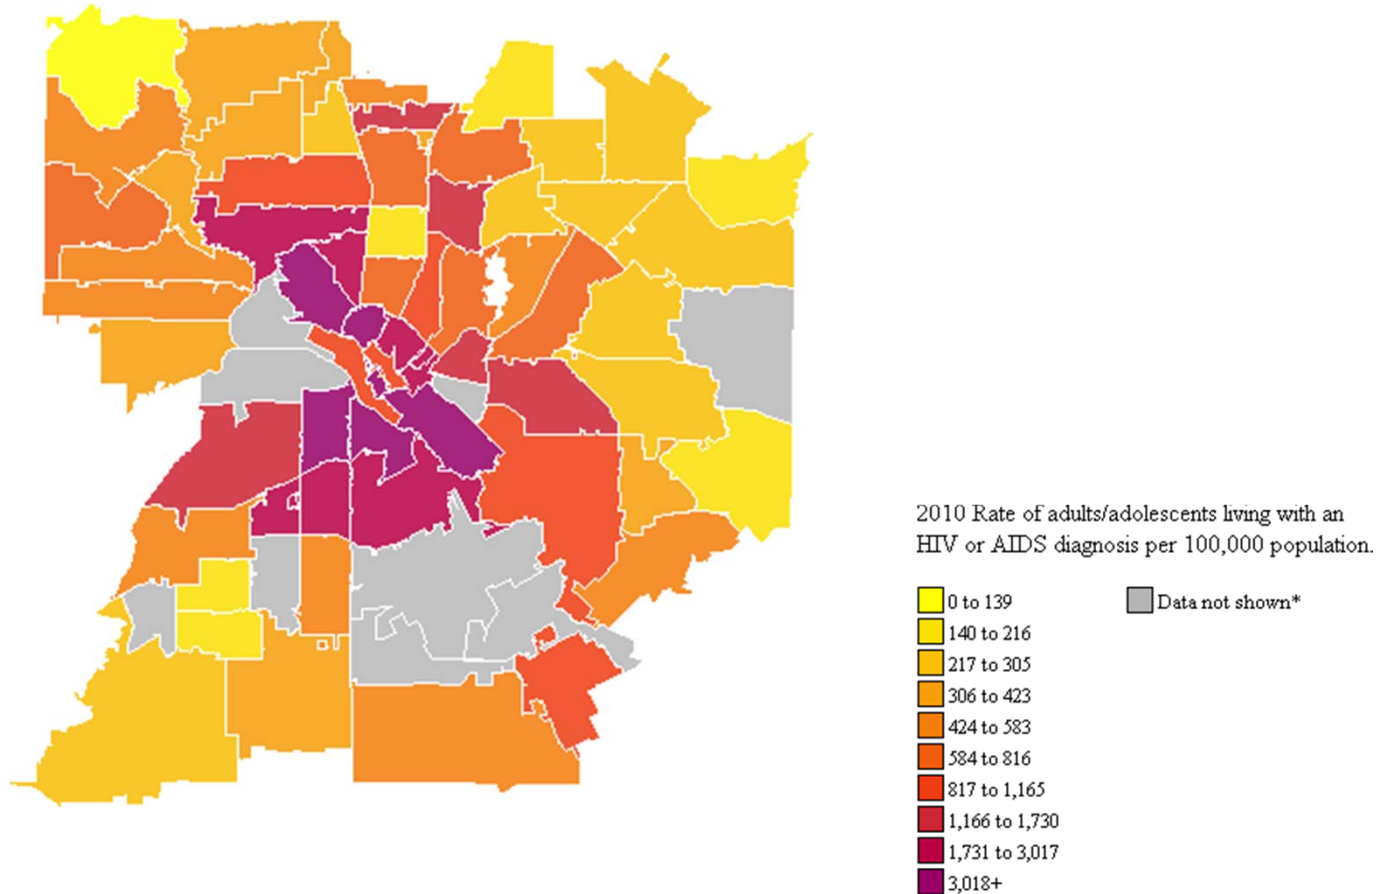 2010 Rate of adults/adolescents living with an
HIV or AIDS diagnosis per 100,000 population.
0 to 139
Data not shown*
140 to 216
217 to 305
306 to 423
424 to 583
584 to 816
817 to 1,165
1,166 to 1,730
1,731 to 3,017
3,018+